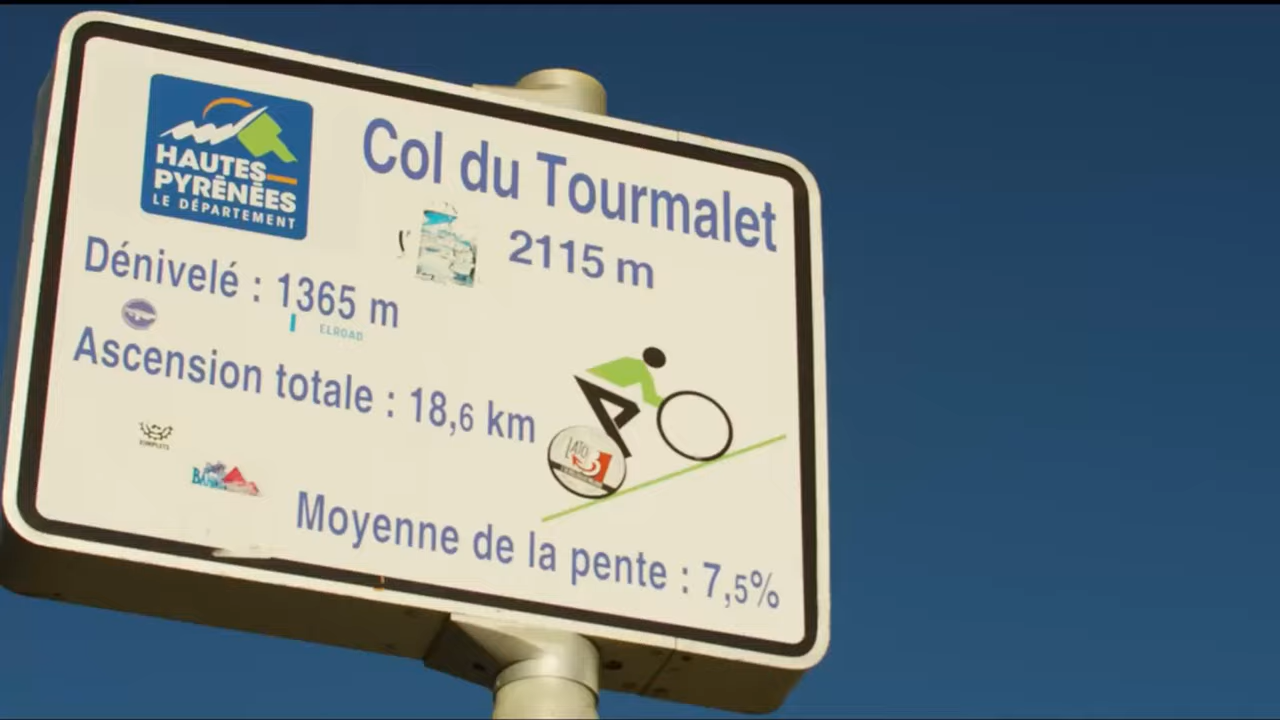 HAUTES
PYRÉNÉES
LE DÉPARTEMENT
Col du Tourmalet
2115 m
Dénivelé : 1365 m
ELROAD
Ascension totale : 18,6 km
Moyenne de la pente : 7,5%